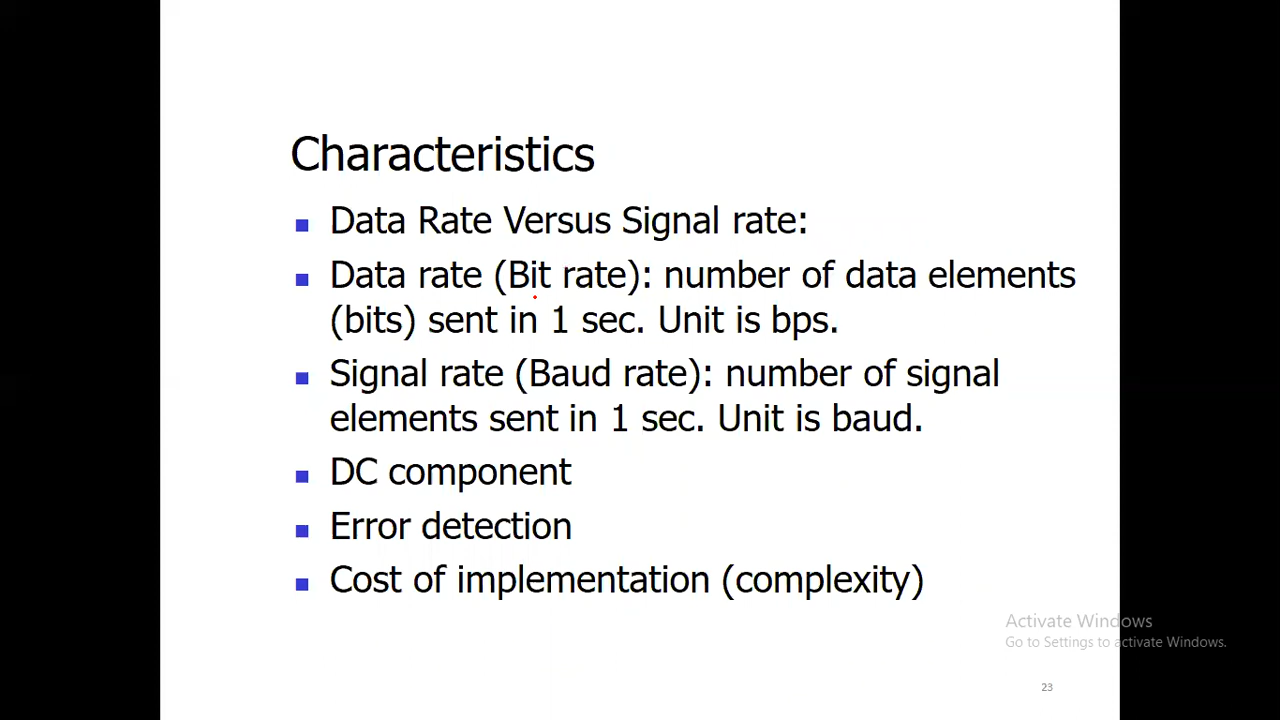 Characteristics
Data Rate Versus Signal rate:
Data rate (Bit rate): number of data elements
(bits) sent in 1 sec. Unit is bps.
Signal rate (Baud rate): number of signal
elements sent in 1 sec. Unit is baud.
DC component
Error detection
Cost of implementation (complexity)
Activate Windows
Go to Settings to activate Windows.
23